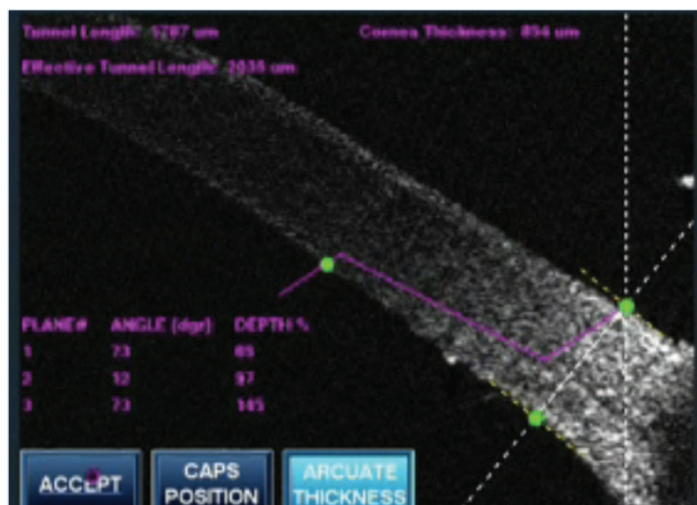 Tunnel Length: 1787 um
Cornea Thickness: 894 um
Effective Tunnel Length: 2035 um
PLANE# ANGLE (dgr) DEPTH %
1 73 65
2 12 97
3 73 145
ACCEPT
CAPS
POSITION
ARCUATE
THICKNESS